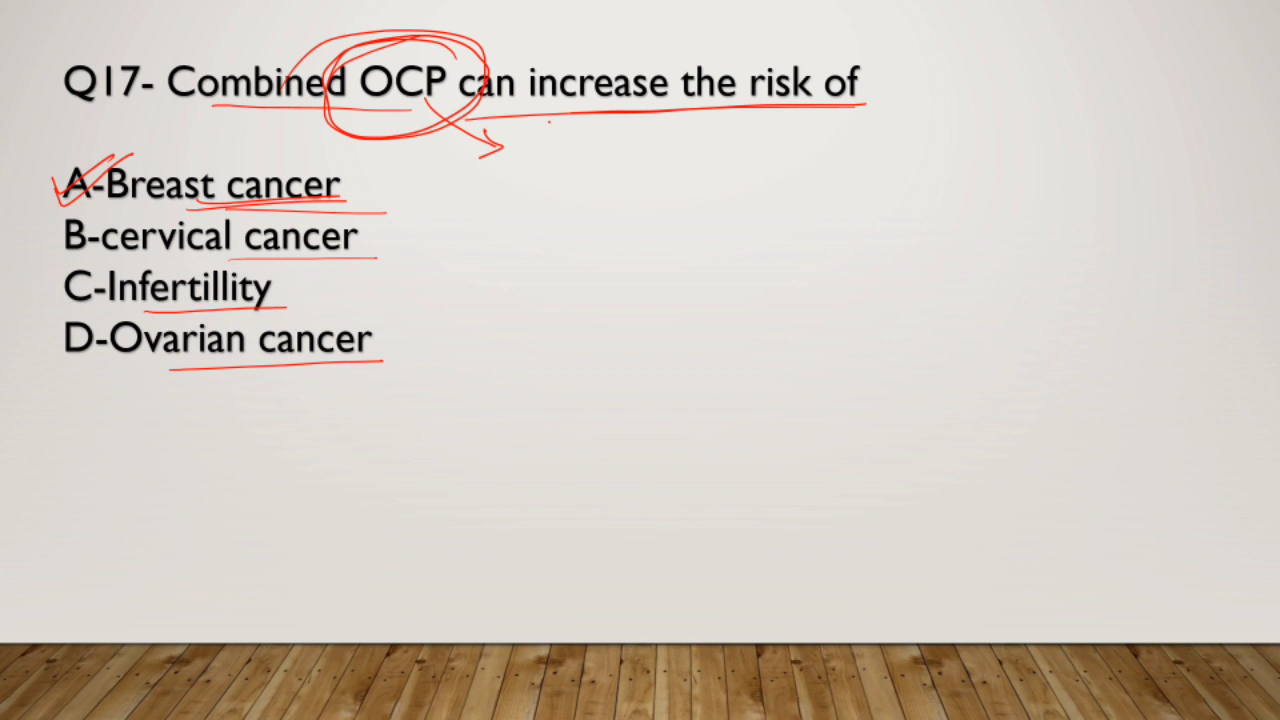 Q17- Combined OCP can increase the risk of
A-Breast cancer
B-cervical cancer
C-Infertillity
D-Ovarian cancer